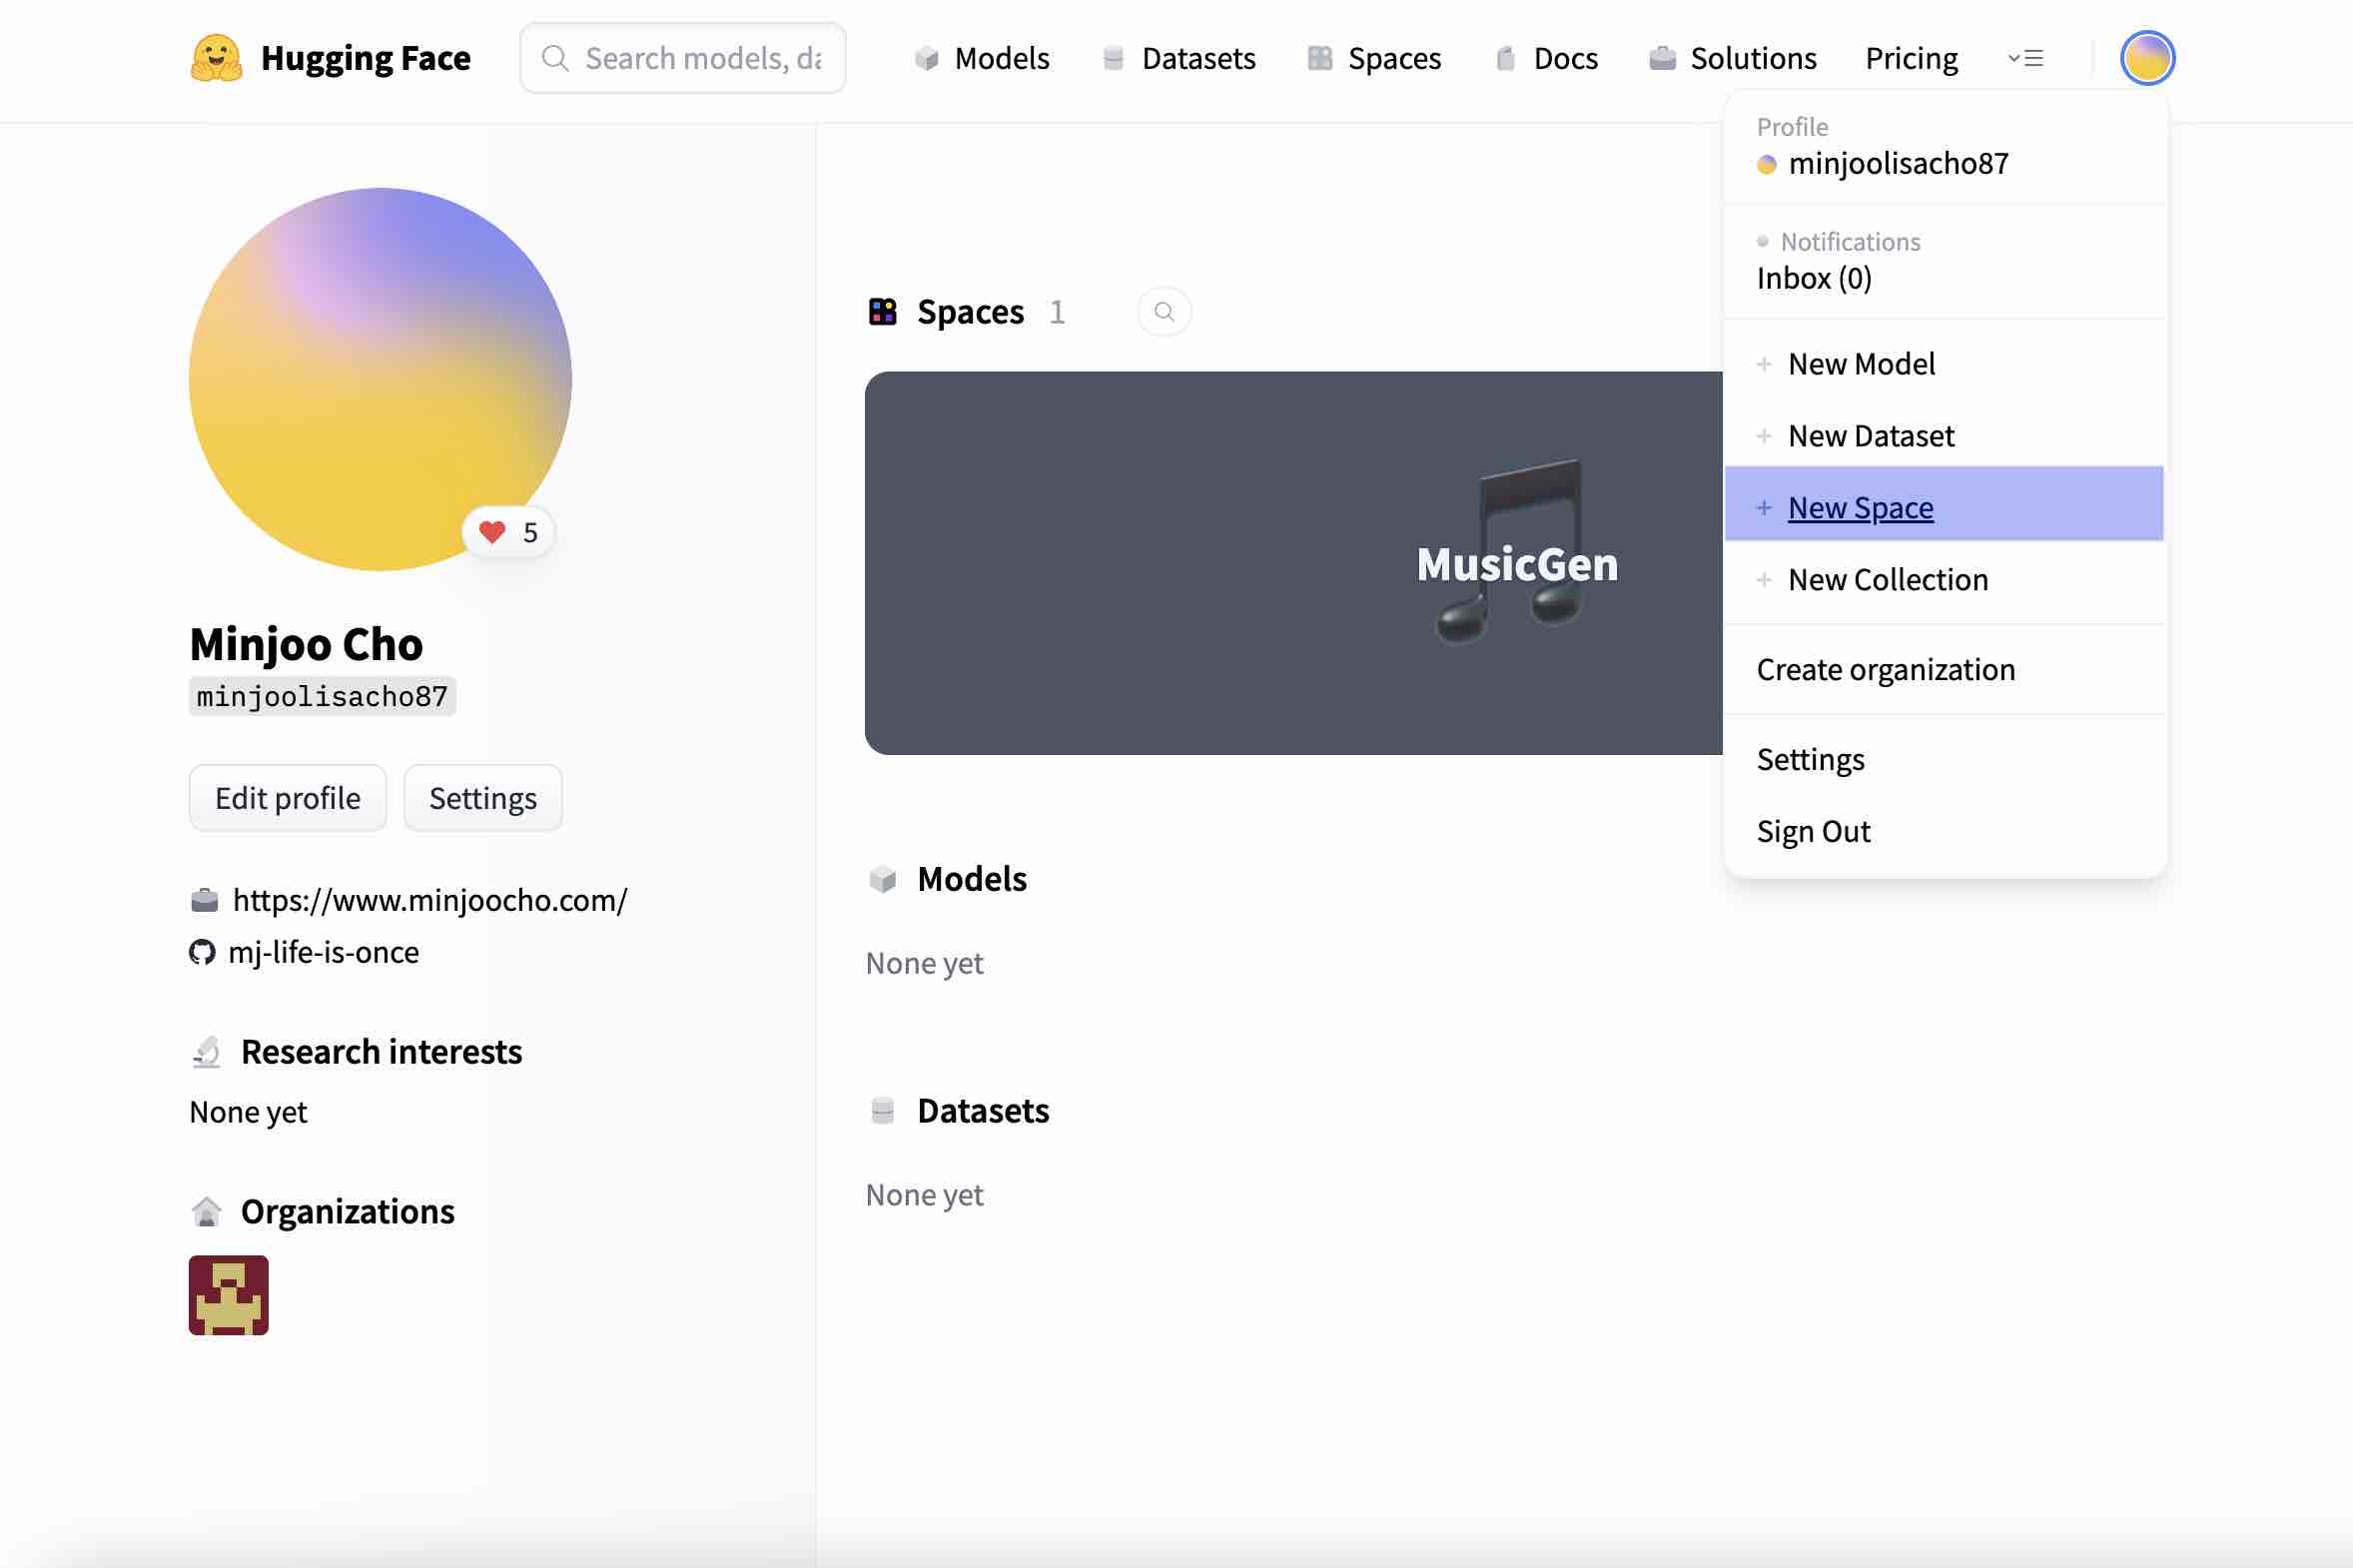 Hugging Face
Search models, da
Models
Datasets
Spaces
Docs
Solutions
Pricing
Profile
minjoolisacho87
Notifications
Inbox (0)
+ New Model
+ New Dataset
+ New Space
+ New Collection
Create organization
Settings
Sign Out
5
Minjoo Cho
minjoolisacho87
Edit profile
Settings
https://www.minjoocho.com/
mj-life-is-once
Research interests
None yet
Organizations
Spaces 1
MusicGen
Models
None yet
Datasets
None yet